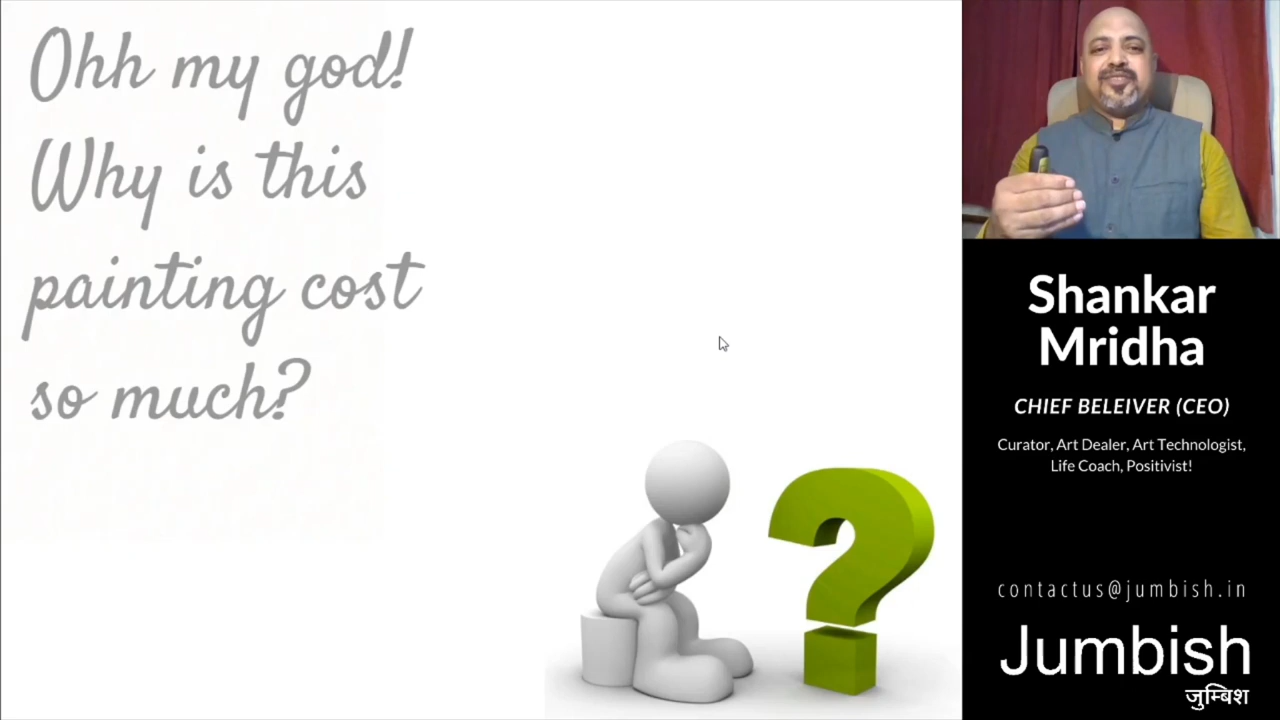 Ohh my god!
Why is this
painting cost
so much?
Shankar
Mridha
CHIEF BELEIVER (CEO)
Curator, Art Dealer, Art Technologist,
Life Coach, Positivist!
contactus@jumbish.in
Jumbish
जुम्बिश